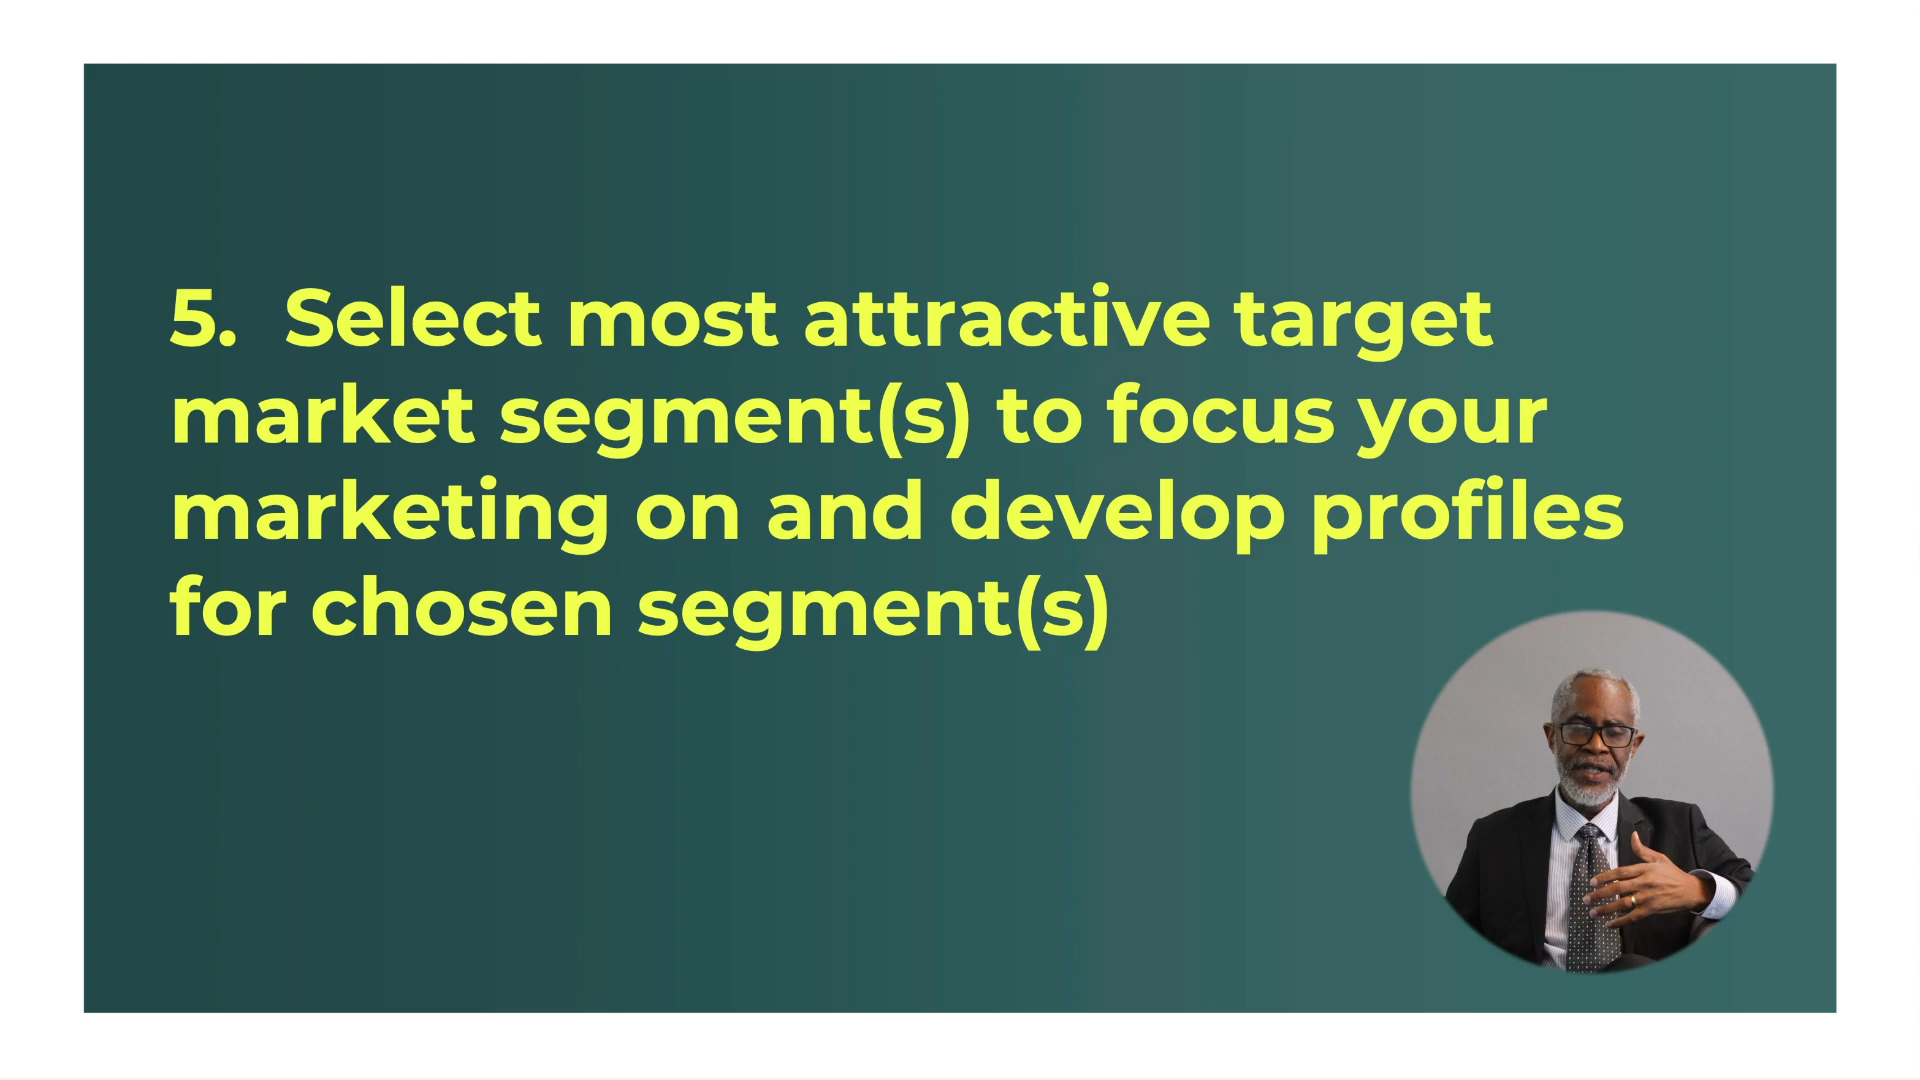 5. Select most attractive target
market segment(s) to focus your
marketing on and develop profiles
for chosen segment(s)